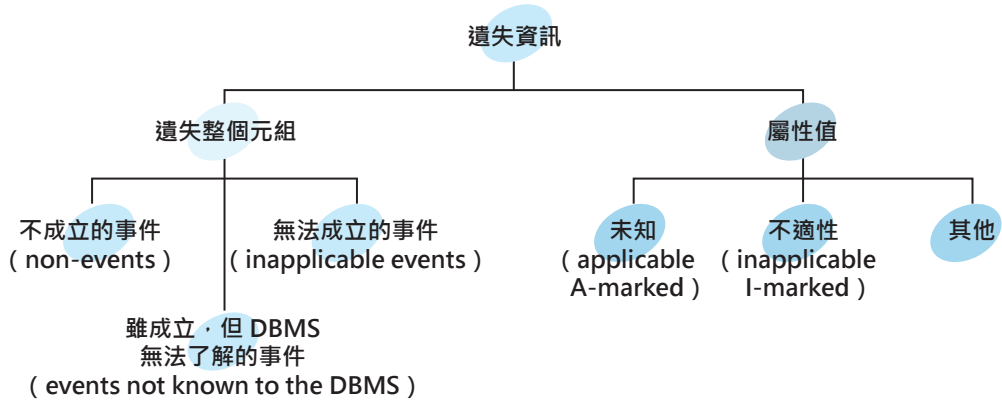 遺失資訊
遺失整個元組
屬性值
不成立的事件
( non-events )
無法成立的事件
( inapplicable events )
未知
( applicable
A-marked )
不適性
( inapplicable
I-marked )
其他
雖成立，但 DBMS
無法了解的事件
( events not known to the DBMS )